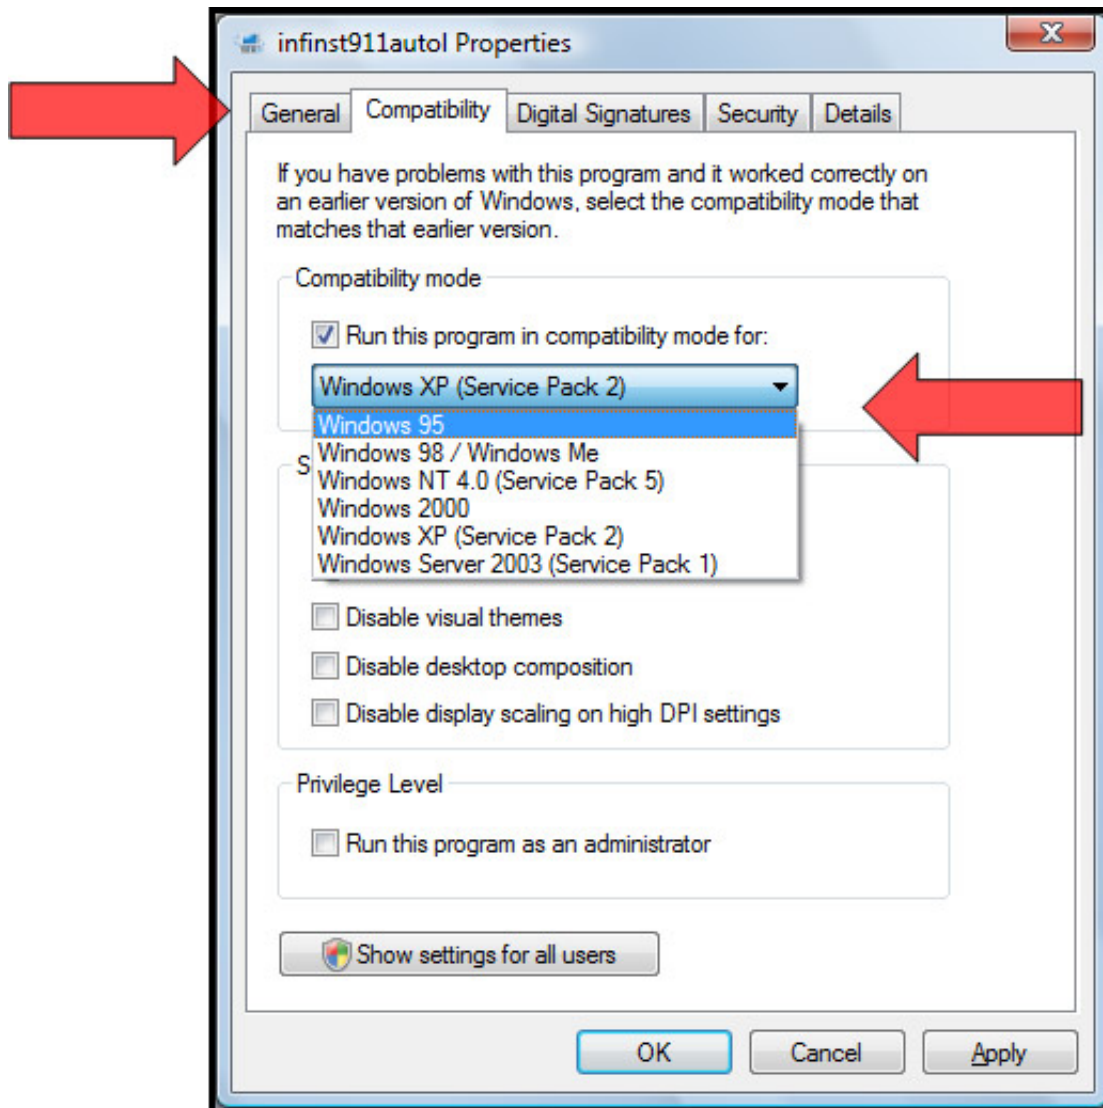 infinst911autol Properties
General Compatibility Digital Signatures Security Details
If you have problems with this program and it worked correctly on
an earlier version of Windows, select the compatibility mode that
matches that earlier version.
Compatibility mode
Run this program in compatibility mode for:
Windows XP (Service Pack 2)
Windows 95
Windows 98 / Windows Me
Windows NT 4.0 (Service Pack 5)
Windows 2000
Windows XP (Service Pack 2)
Windows Server 2003 (Service Pack 1)
Disable visual themes
Disable desktop composition
Disable display scaling on high DPI settings
Privilege Level
Run this program as an administrator
Show settings for all users
OK Cancel Apply